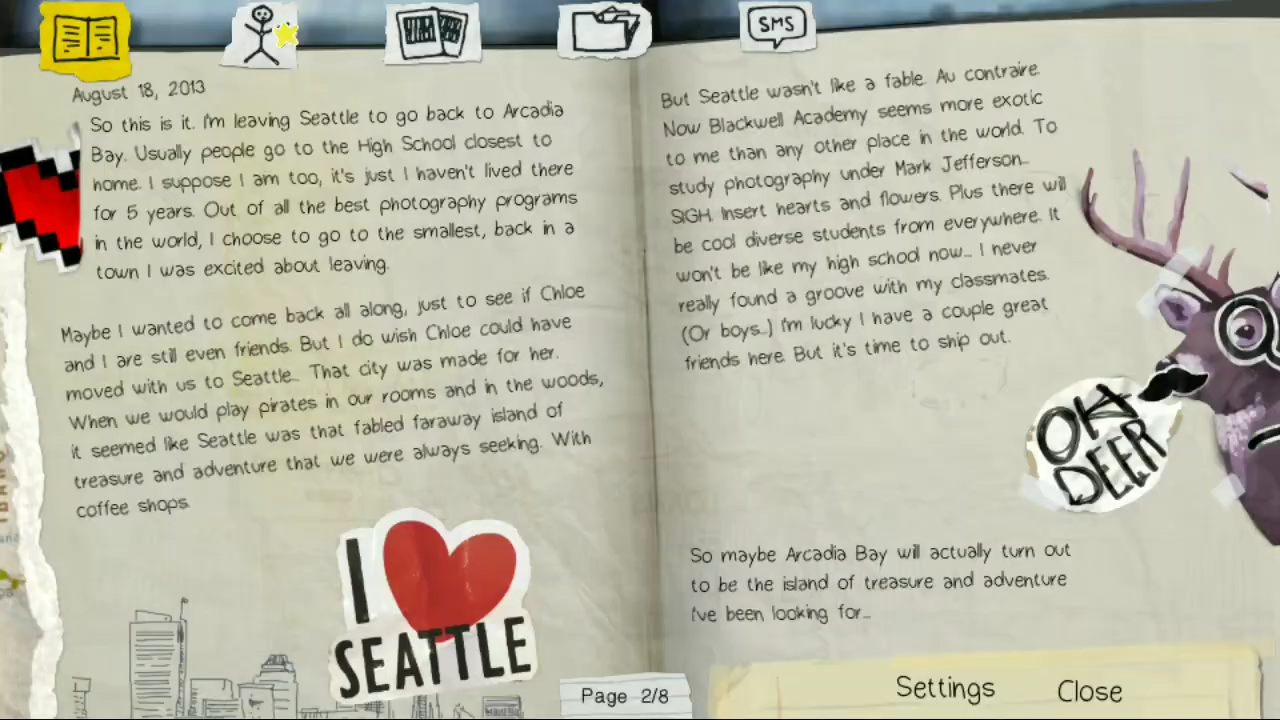 SMS
August 18, 2013
So this is it. I'm leaving Seattle to go back to Arcadia
Bay. Usually people go to the High School closest to
home. I suppose I am too, it's just I haven't lived there
for 5 years. Out of all the best photography programs
in the world, I choose to go to the smallest, back in a
town I was excited about leaving.
Maybe I wanted to come back all along, just to see if Chloe
and I are still even friends. But I do wish Chloe could have
moved with us to Seattle... That city was made for her.
When we would play pirates in our rooms and in the woods,
it seemed like Seattle was that fabled faraway island of
treasure and adventure that we were always seeking. With
coffee shops.
I
SEATTLE
But Seattle wasn't like a fable. Au contraire.
Now Blackwell Academy seems more exotic
to me than any other place in the world. To
study photography under Mark Jefferson...
SIGH. Insert hearts and flowers. Plus there will
be cool diverse students from everywhere. It
won't be like my high school now... I never
really found a groove with my classmates.
(Or boys...) I'm lucky I have a couple great
friends here. But it's time to ship out.
OH
DEER
So maybe Arcadia Bay will actually turn out
to be the island of treasure and adventure
I've been looking for...
Page 2/8
Settings
Close